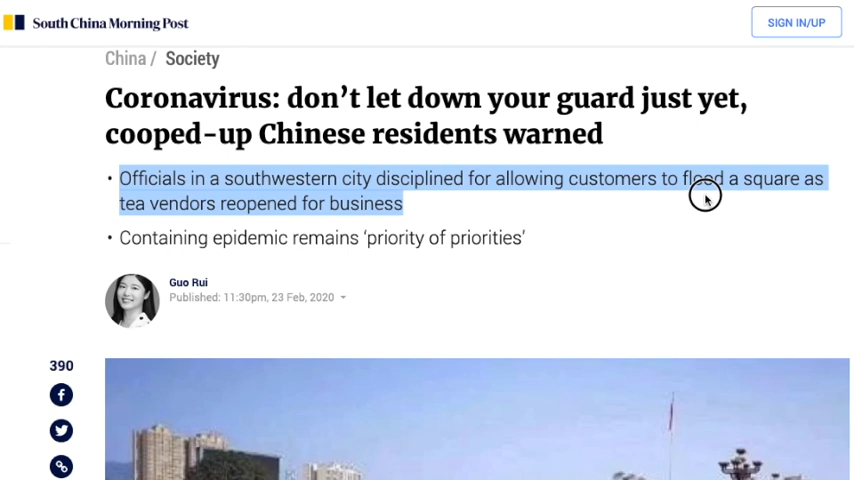 South China Morning Post
SIGN IN/UP
China / Society
Coronavirus: don’t let down your guard just yet,
cooped-up Chinese residents warned
• Officials in a southwestern city disciplined for allowing customers to flood a square as
tea vendors reopened for business
• Containing epidemic remains ‘priority of priorities’
Guo Rui
Published: 11:30pm, 23 Feb, 2020
390